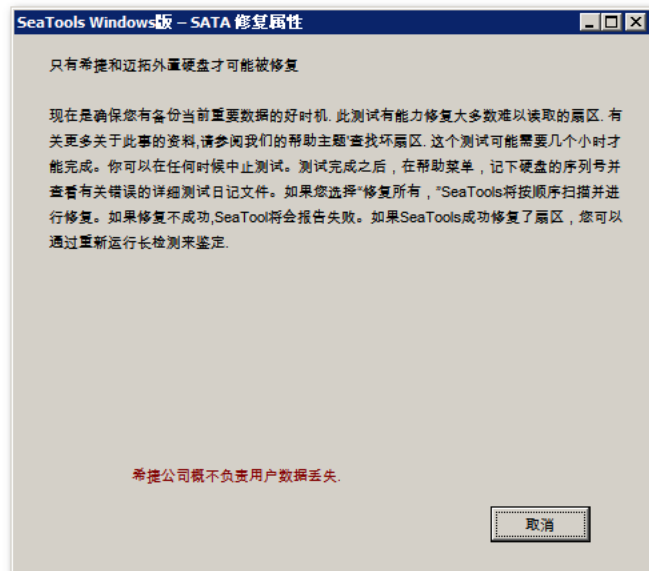 SeaTools Windows版 – SATA 修复属性
只有希捷和迈拓外置硬盘才可能被修复
现在是确保您有备份当前重要数据的好时机. 此测试有能力修复大多数难以读取的扇区. 有
关更多关于此事的资料,请参阅我们的帮助主题'查找坏扇区. 这个测试可能需要几个小时才
能完成。你可以在任何时候中止测试。测试完成之后，在帮助菜单，记下硬盘的序列号并
查看有关错误的详细测试日记文件。如果您选择“修复所有，”SeaTools将按顺序扫描并进
行修复。如果修复不成功,SeaTool将会报告失败。如果SeaTools成功修复了扇区，您可以
通过重新运行长检测来鉴定.
希捷公司概不负责用户数据丢失.
取消